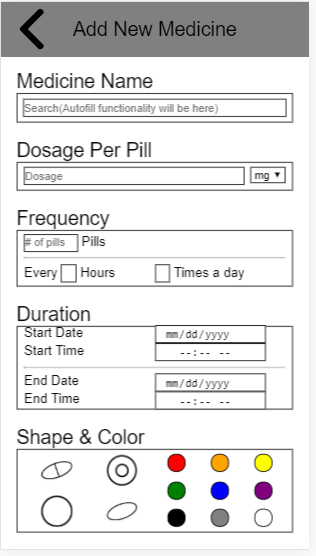 Add New Medicine
Medicine Name
Search(Autofill functionality will be here)
Dosage Per Pill
Dosage
mg
Frequency
# of pills Pills
Every Hours Times a day
Duration
Start Date mm/dd/yyyy
Start Time --:-- --
End Date mm/dd/yyyy
End Time --:-- --
Shape & Color